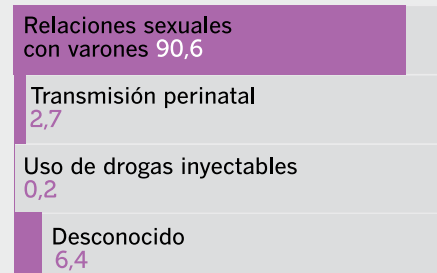 Relaciones sexuales
con varones 90,6
Transmisión perinatal
2,7
Uso de drogas inyectables
0,2
Desconocido
6,4